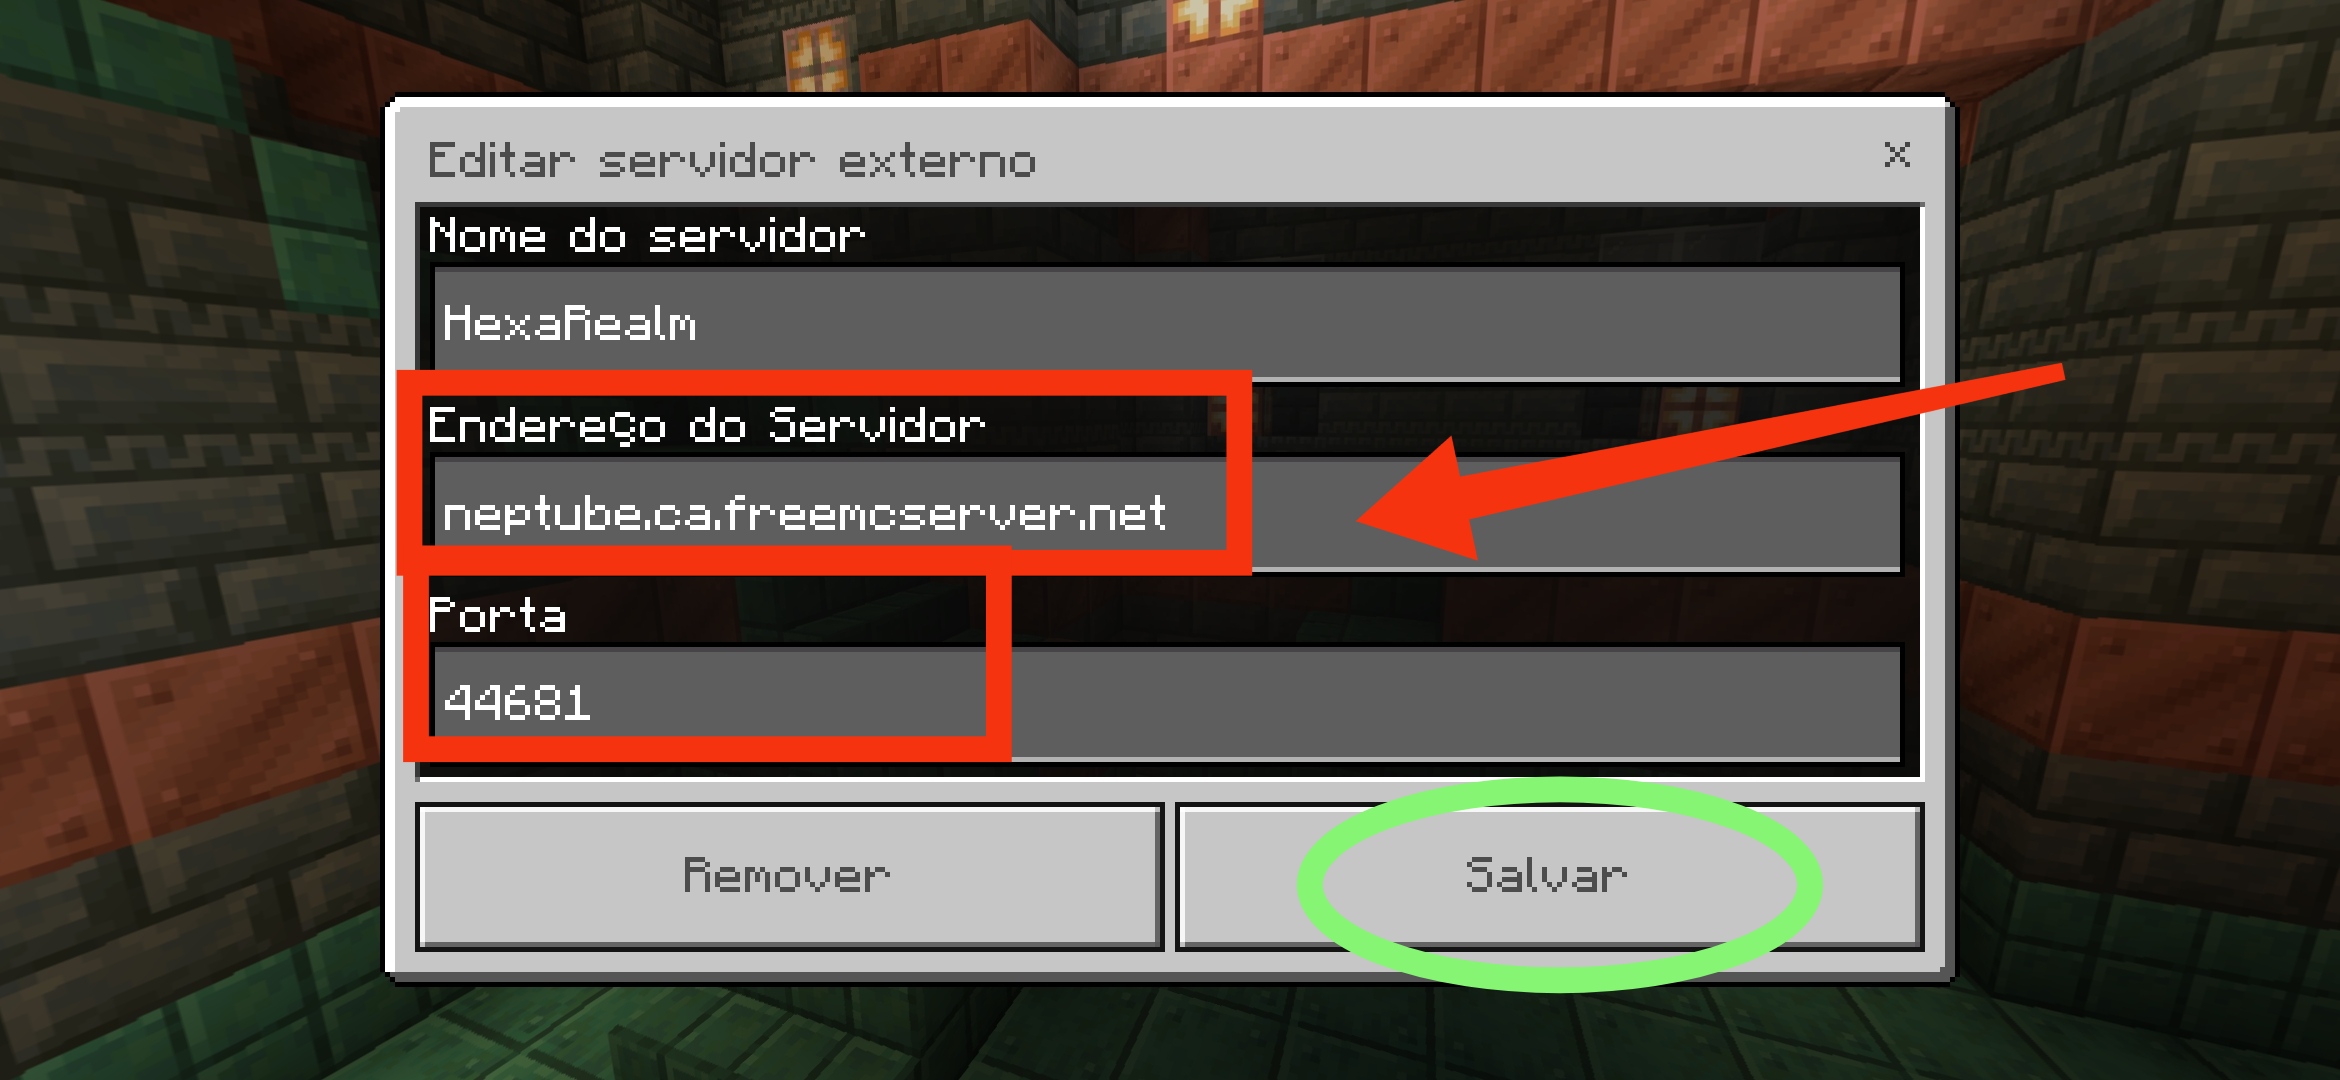 Editar servidor externo
Nome do servidor
HexaRealm
Endereço do Servidor
neptube.ca.freemcserver.net
Porta
44681
Remover
Salvar